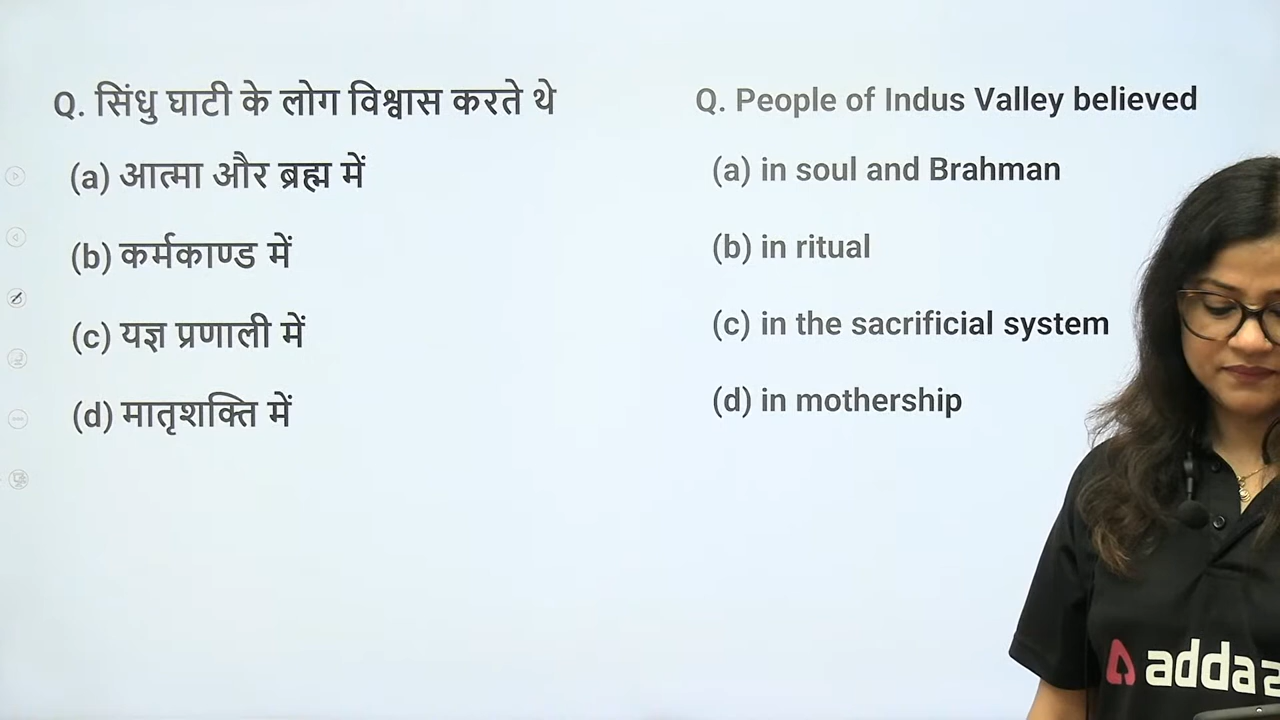 Q. सिंधु घाटी के लोग विश्वास करते थे
(a) आत्मा और ब्रह्म में
(b) कर्मकाण्ड में
(c) यज्ञ प्रणाली में
(d) मातृशक्ति में
Q. People of Indus Valley believed
(a) in soul and Brahman
(b) in ritual
(c) in the sacrificial system
(d) in mothership
adda